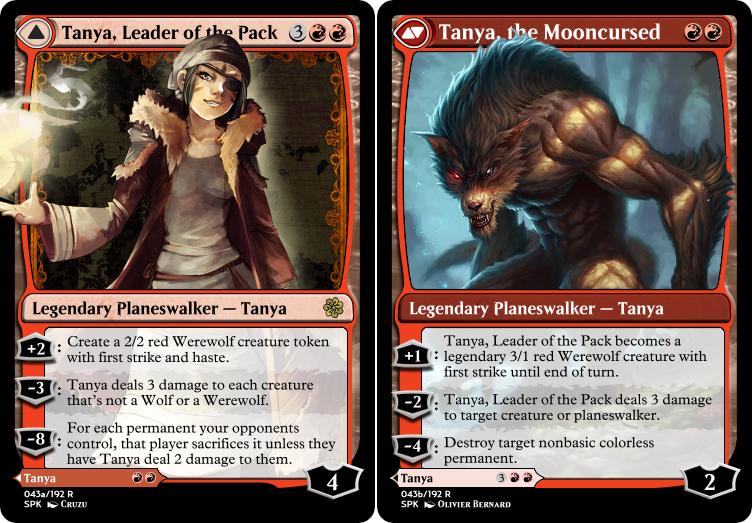 Tanya, Leader of the Pack 3
Legendary Planeswalker — Tanya
+2: Create a 2/2 red Werewolf creature token
with first strike and haste.
-3: Tanya deals 3 damage to each creature
that's not a Wolf or a Werewolf.
-8: For each permanent your opponents
control, that player sacrifices it unless they
have Tanya deal 2 damage to them.
Tanya
4
043a/192 R
SPK Cruzu
Tanya, the Mooncursed
Legendary Planeswalker — Tanya
+1: Tanya, Leader of the Pack becomes a
legendary 3/1 red Werewolf creature with
first strike until end of turn.
-2: Tanya, Leader of the Pack deals 3 damage
to target creature or planeswalker.
-4: Destroy target nonbasic colorless
permanent.
Tanya 3
2
043b/192 R
SPK Olivier Bernard